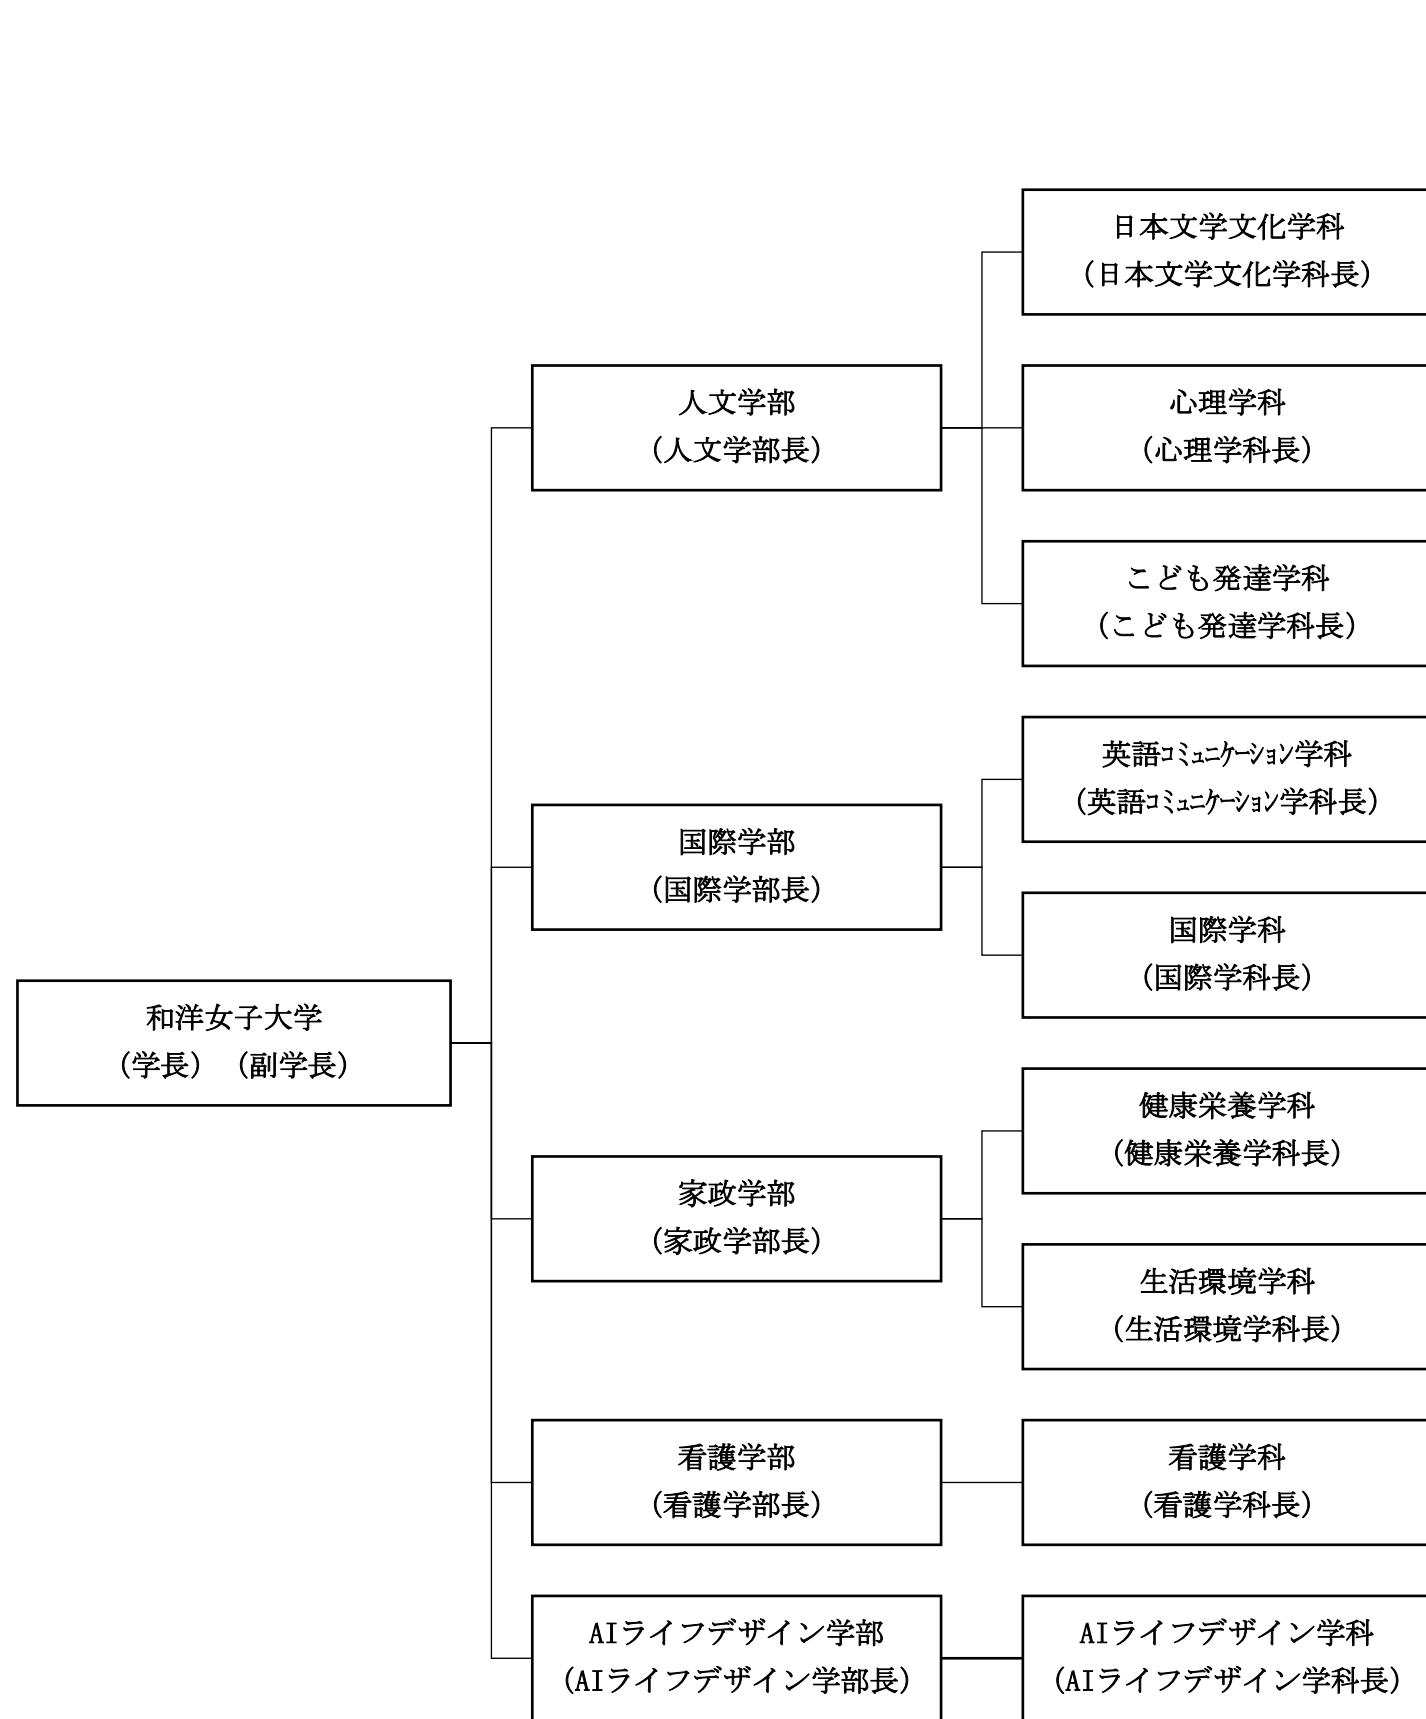 日本文学文化学科
（日本文学文化学科長）
人文学部
（人文学部長）
心理学科
（心理学科長）
こども発達学科
（こども発達学科長）
英語ｺﾐｭﾆｹｰｼｮﾝ学科
（英語ｺﾐｭﾆｹｰｼｮﾝ学科長）
国際学部
（国際学部長）
国際学科
（国際学科長）
和洋女子大学
（学長）　（副学長）
健康栄養学科
（健康栄養学科長）
家政学部
（家政学部長）
生活環境学科
（生活環境学科長）
看護学部
（看護学部長）
看護学科
（看護学科長）
AIライフデザイン学部
（AIライフデザイン学部長）
AIライフデザイン学科
（AIライフデザイン学科長）